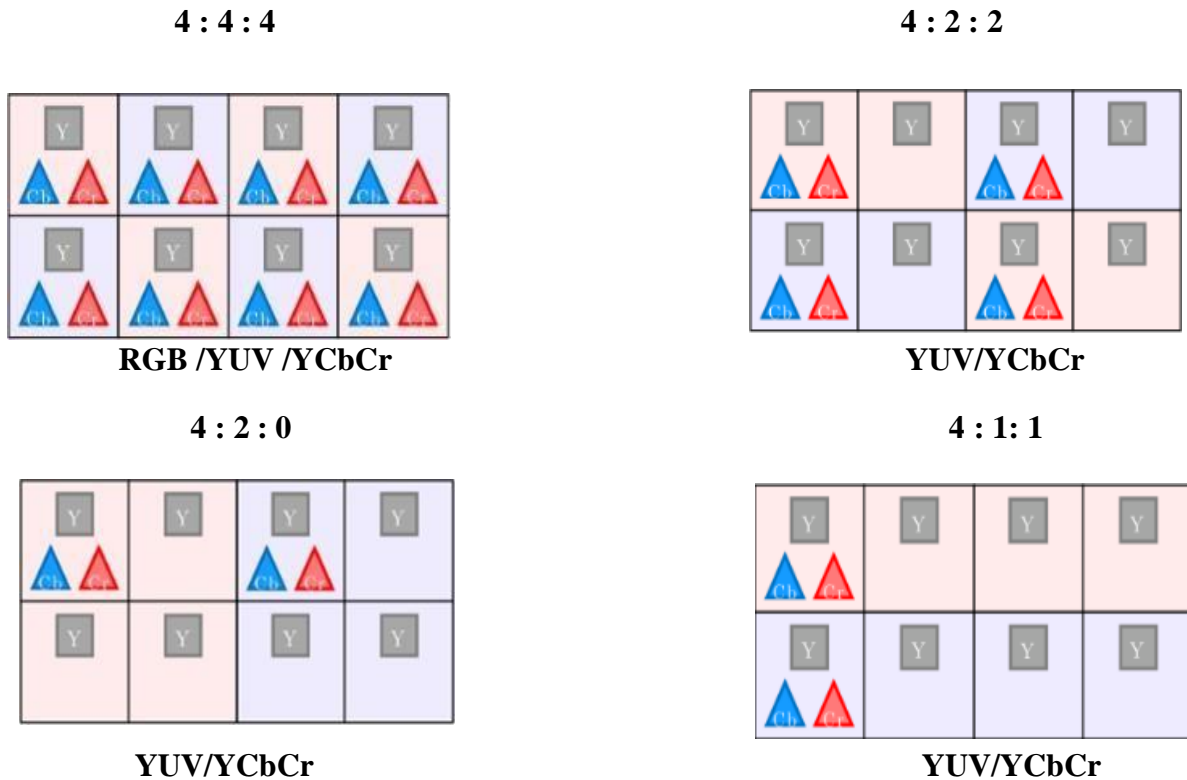 4 : 4 : 4
4 : 2 : 2
Y Y Y Y
Cb Cr Cb Cr Cb Cr Cb Cr
Y Y Y Y
Cb Cr Cb Cr Cb Cr Cb Cr
RGB /YUV /YCbCr
Y Y Y Y
Cb Cr Cb Cr
Y Y Y Y
Cb Cr Cb Cr
YUV/YCbCr
4 : 2 : 0
4 : 1: 1
Y Y Y Y
Cb Cr Cb Cr
Y Y Y Y
YUV/YCbCr
Y Y Y Y
Cb Cr
Y Y Y Y
Cb Cr
YUV/YCbCr